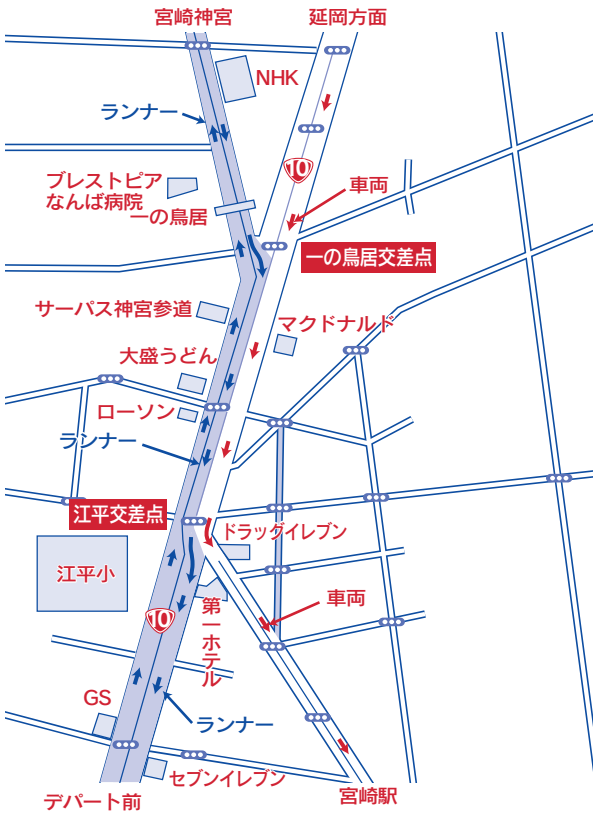 宮崎神宮
延岡方面
NHK
ランナー
10
車両
ブレストピア
なんば病院
一の鳥居
一の鳥居交差点
サーパス神宮参道
マクドナルド
大盛うどん
ローソン
ランナー
江平交差点
ドラッグイレブン
江平小
第一ホテル
車両
10
GS
ランナー
セブンイレブン
デパート前
宮崎駅